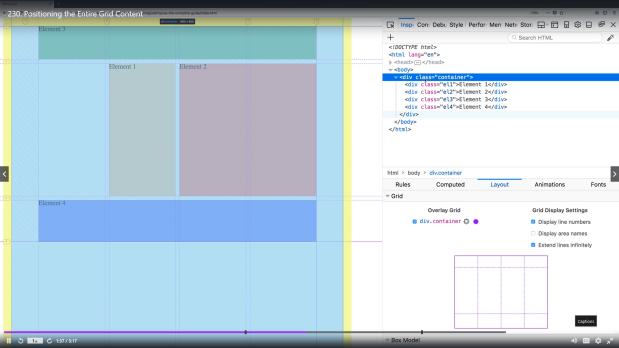 230. Positioning the Entire Grid Content
Element 3
Element 1
Element 2
Element 4
Insp
Con
Deb
Style
Perfor
Mem
Net
Stor
Search HTML
<!DOCTYPE html>
<html lang="en">
<head></head>
<body>
<div class="container">
<div class="el1">Element 1</div>
<div class="el2">Element 2</div>
<div class="el3">Element 3</div>
<div class="el4">Element 4</div>
</div>
</body>
</html>
html > body > div.container
Rules Computed Layout Animations Fonts
Grid
Overlay Grid Grid Display Settings
div.container Display line numbers
Display area names
Extend lines infinitely
Captions
Box Model
1x 1:37 / 3:17